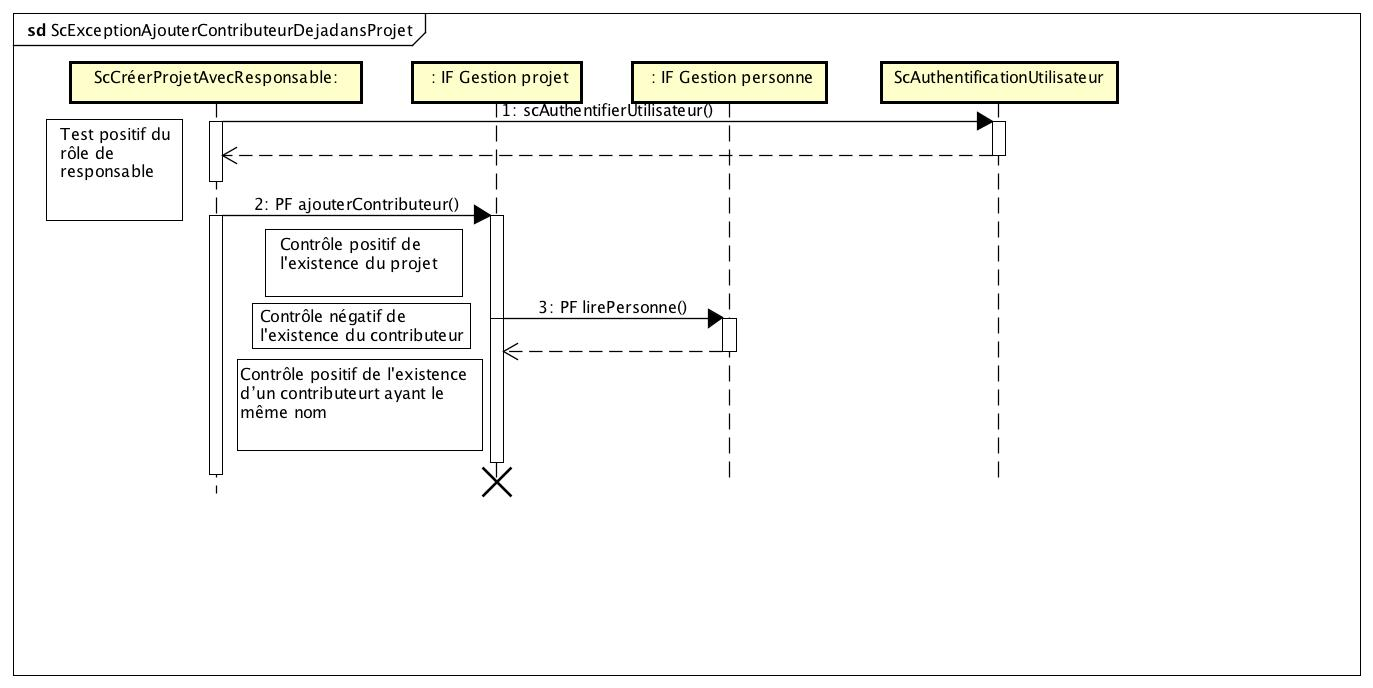 sd ScExceptionAjouterContributeurDejadansProjet
ScCréerProjetAvecResponsable:
: IF Gestion projet
: IF Gestion personne
ScAuthentificationUtilisateur
1: scAuthentifierUtilisateur()
Test positif du
rôle de
responsable
2: PF ajouterContributeur()
Contrôle positif de
l'existence du projet
3: PF lirePersonne()
Contrôle négatif de
l'existence du contributeur
Contrôle positif de l'existence
d'un contributeurt ayant le
même nom